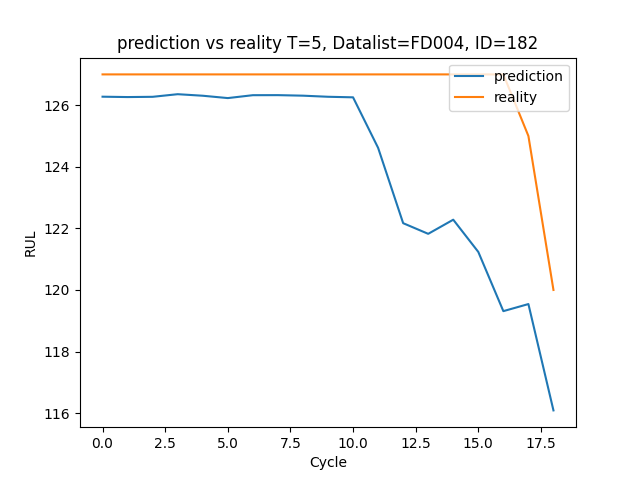 prediction vs reality T=5, Datalist=FD004, ID=182
prediction
reality
126
124
122
120
118
116
RUL
0.0 2.5 5.0 7.5 10.0 12.5 15.0 17.5
Cycle